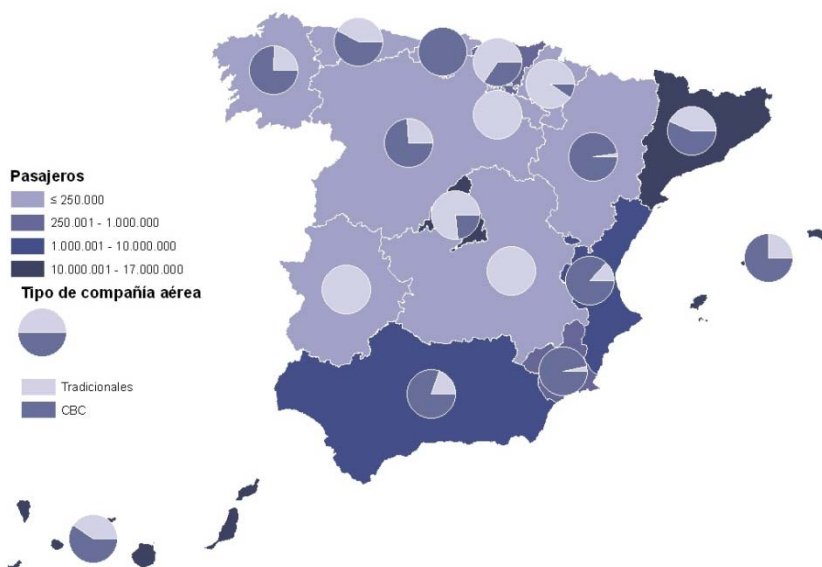 Pasajeros
≤ 250.000
250.001 - 1.000.000
1.000.001 - 10.000.000
10.000.001 - 17.000.000
Tipo de compañía aérea
Tradicionales
CBC